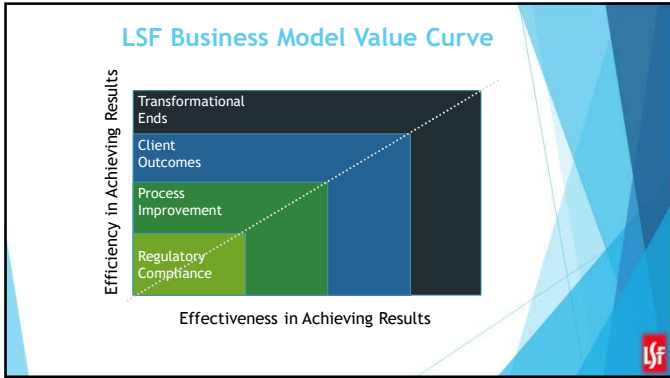 LSF Business Model Value Curve
Efficiency in Achieving Results
Transformational
Ends
Client
Outcomes
Process
Improvement
Regulatory
Compliance
Effectiveness in Achieving Results
LSF